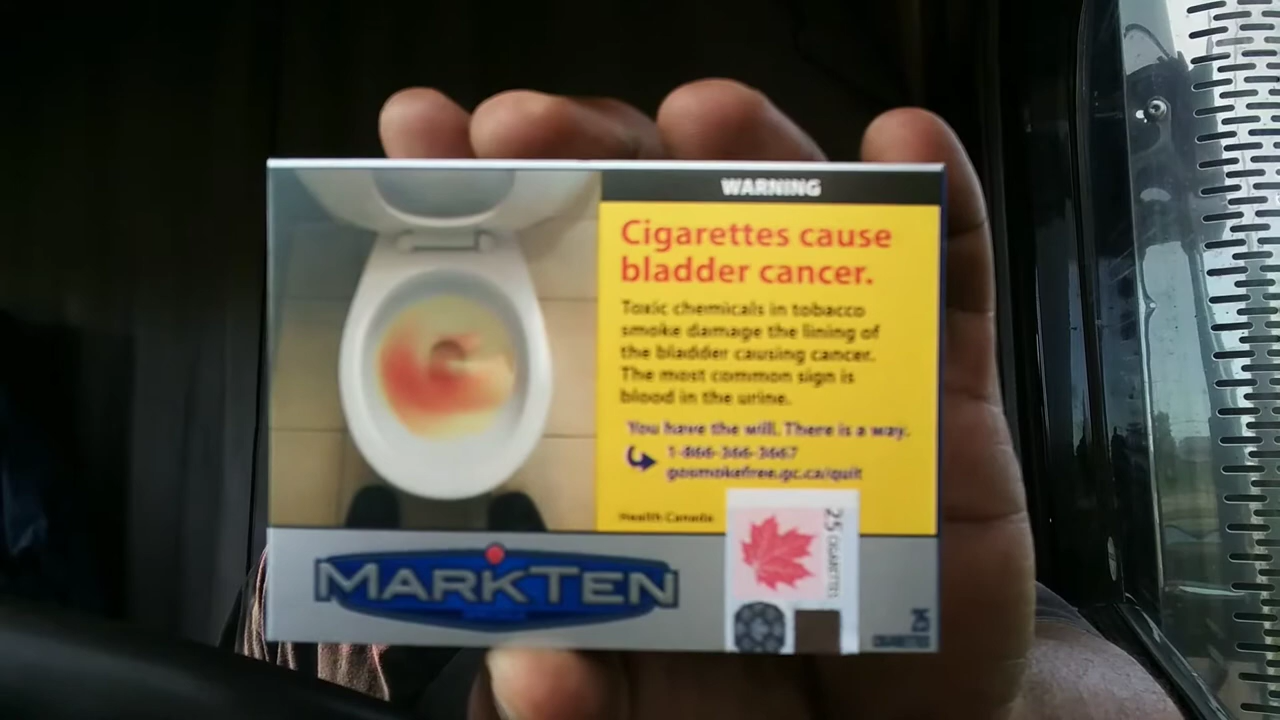 WARNING
Cigarettes cause
bladder cancer.
Toxic chemicals in tobacco
smoke damage the lining of
the bladder causing cancer.
The most common sign is
blood in the urine.
You have the will. There is a way.
1-866-366-3667
gosmokefree.gc.ca/quit
Health Canada
25 CIGARETTES
MARKTEN
25
CIGARETTES